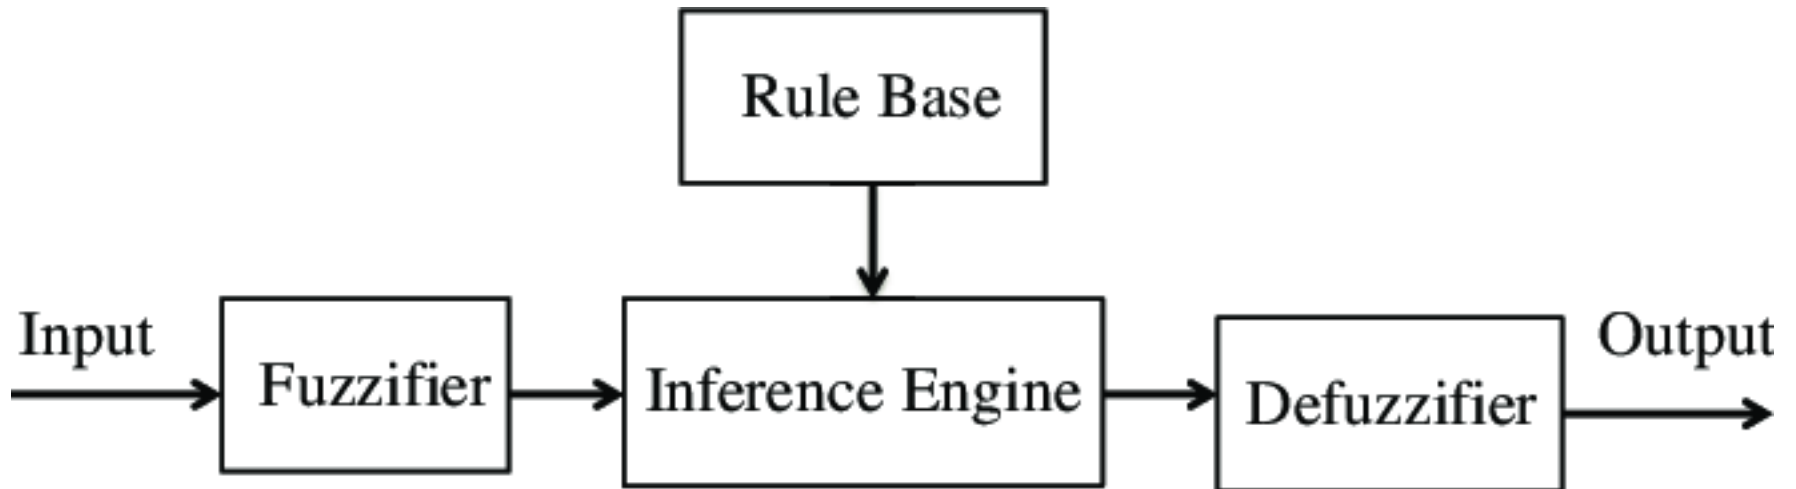 Rule Base
Input
Fuzzifier
Inference Engine
Defuzzifier
Output